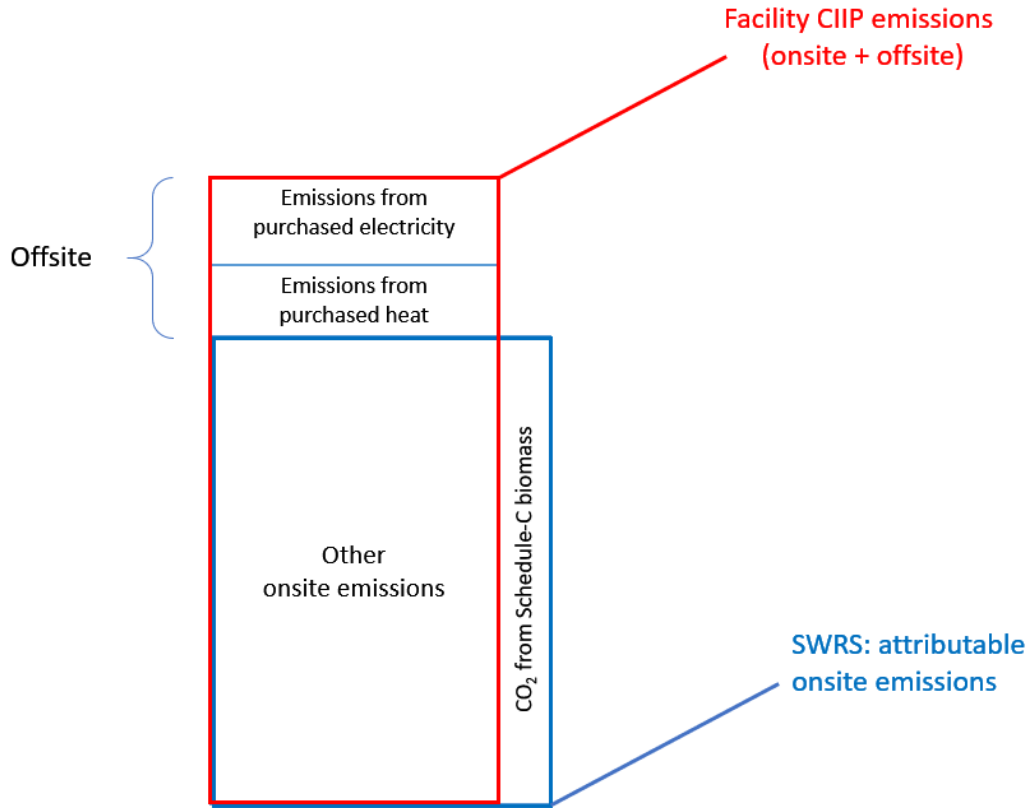 Facility CIIP emissions
(onsite + offsite)
Emissions from
purchased electricity
Offsite
Emissions from
purchased heat
Other
onsite emissions
CO₂ from Schedule-C biomass
SWRS: attributable
onsite emissions